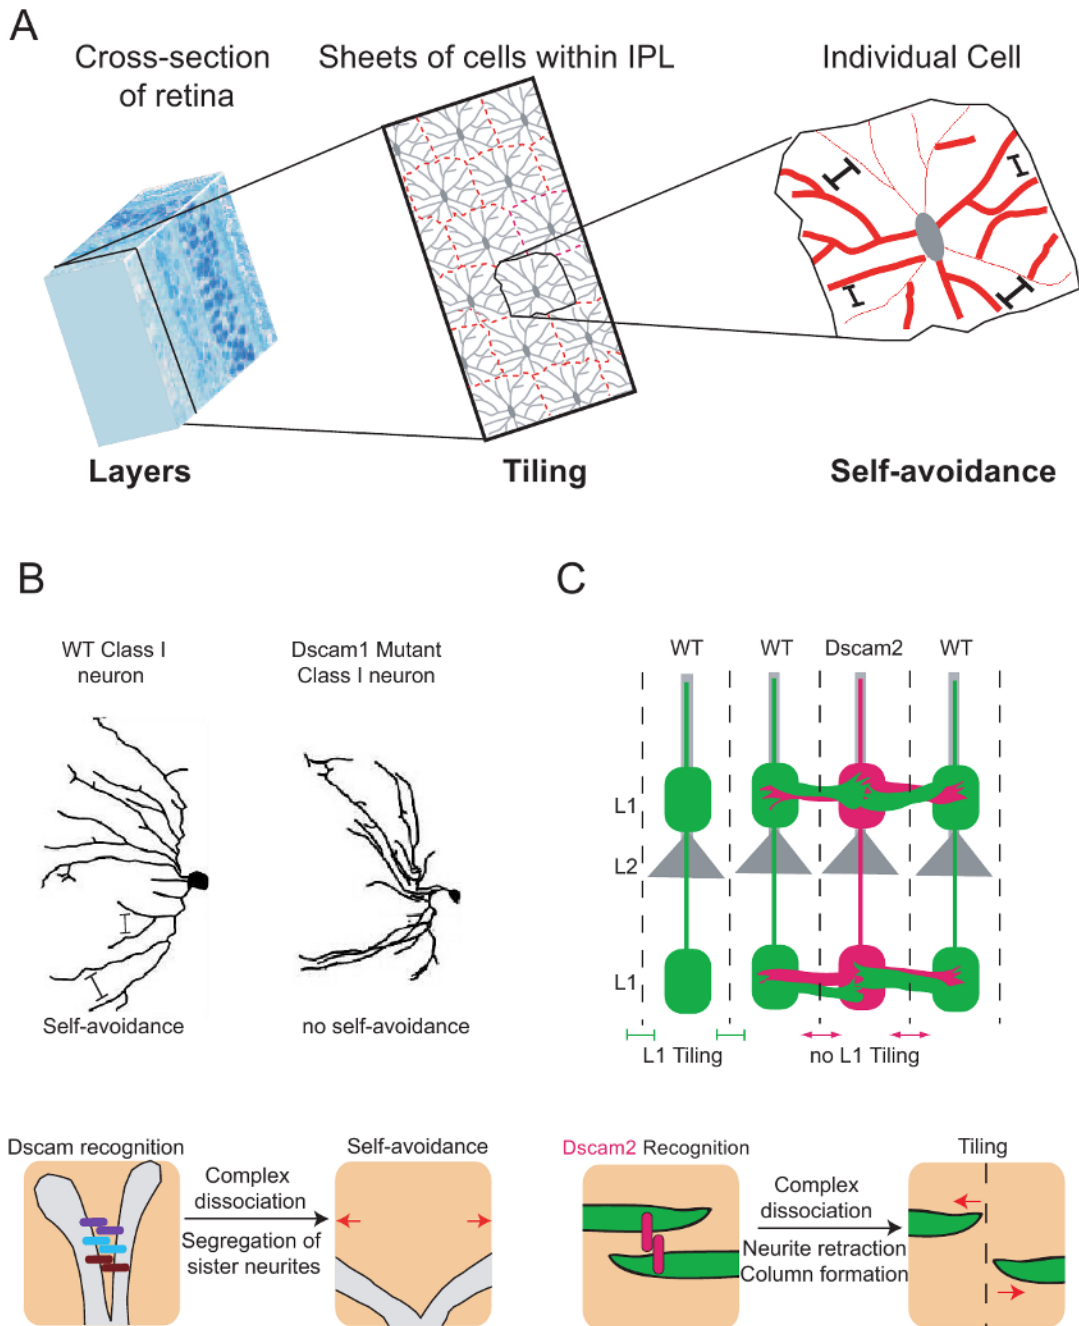 A
Cross-section
of retina
Sheets of cells within IPL
Individual Cell
Layers
Tiling
Self-avoidance
B
WT Class I
neuron
Dscam1 Mutant
Class I neuron
Self-avoidance
no self-avoidance
C
WT
WT
Dscam2
WT
L1
L2
L1
L1 Tiling
no L1 Tiling
Dscam recognition
Complex
dissociation
Segregation of
sister neurites
Self-avoidance
Dscam2 Recognition
Complex
dissociation
Neurite retraction
Column formation
Tiling